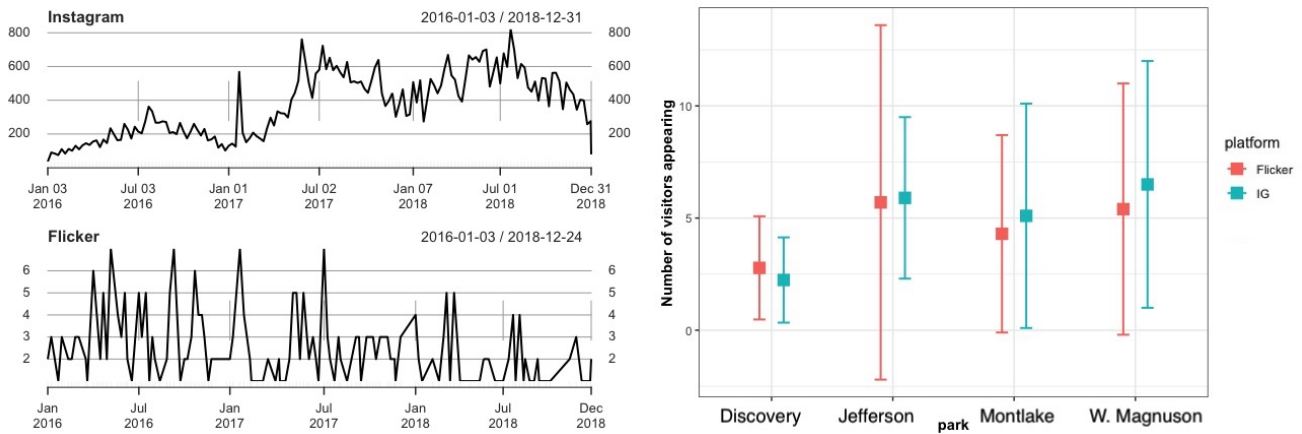 Instagram 2016-01-03 / 2018-12-31
800 800
600 600
400 400
200 200
Jan 03 Jul 03 Jan 01 Jul 02 Jan 07 Jul 01 Dec 31
2016 2016 2017 2017 2018 2018 2018
Flicker 2016-01-03 / 2018-12-24
6 6
5 5
4 4
3 3
2 2
Jan Jul Jan Jul Jan Jul Dec
2016 2016 2017 2017 2018 2018 2018
Number of visitors appearing
10
5
0
Discovery Jefferson Montlake W. Magnuson
park
platform
Flicker
IG